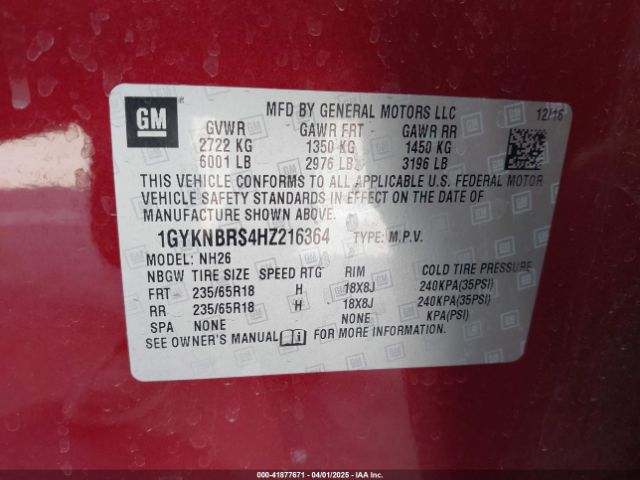 GM
MFD BY GENERAL MOTORS LLC 12/16
GVWR GAWR FRT GAWR RR
2722 KG 1350 KG 1450 KG
6001 LB 2976 LB 3196 LB
THIS VEHICLE CONFORMS TO ALL APPLICABLE U.S. FEDERAL MOTOR
VEHICLE SAFETY STANDARDS IN EFFECT ON THE DATE OF
MANUFACTURE SHOWN ABOVE.
1GYKNBRS4HZ216364 TYPE: M.P.V.
MODEL: NH26
NBGW TIRE SIZE SPEED RTG RIM COLD TIRE PRESSURE
FRT 235/65R18 H 18X8J 240KPA(35PSI)
RR 235/65R18 H 18X8J 240KPA(35PSI)
SPA NONE NONE KPA(PSI)
SEE OWNER'S MANUAL FOR MORE INFORMATION.
000-41877671 - 04/01/2025 - IAA Inc.